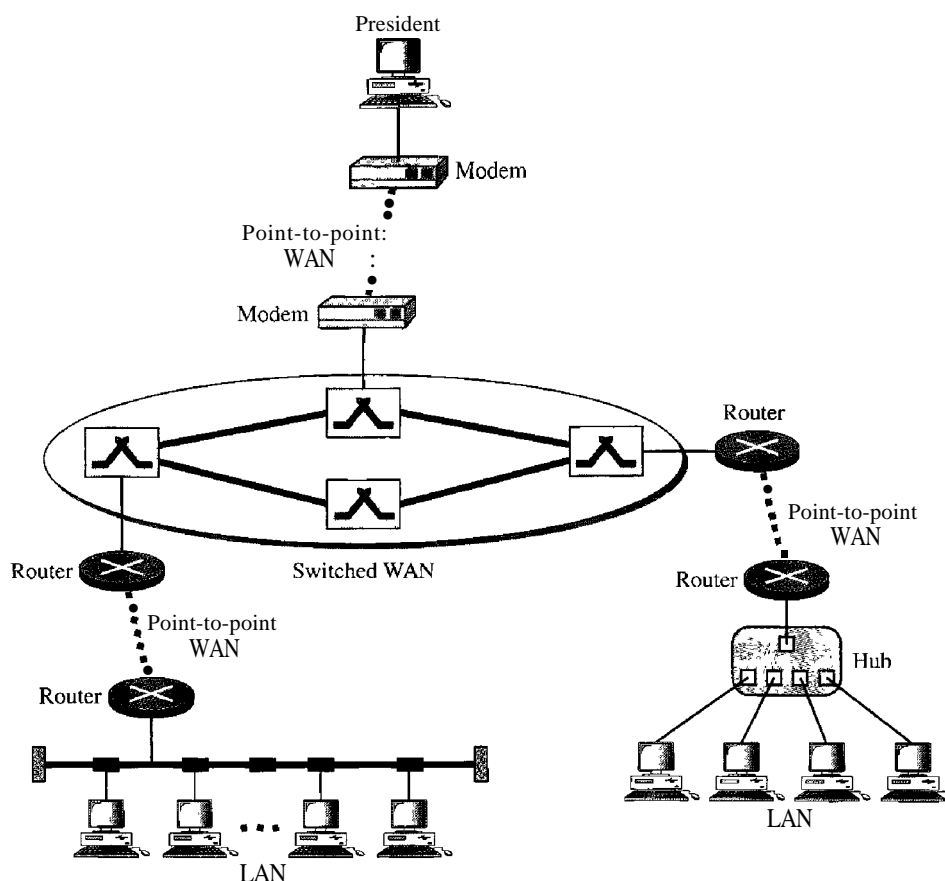 President
Modem
Point-to-point:
WAN
Modem
Router
Point-to-point
WAN
Router
Switched WAN
Router
Point-to-point
WAN
Router
Hub
LAN
LAN